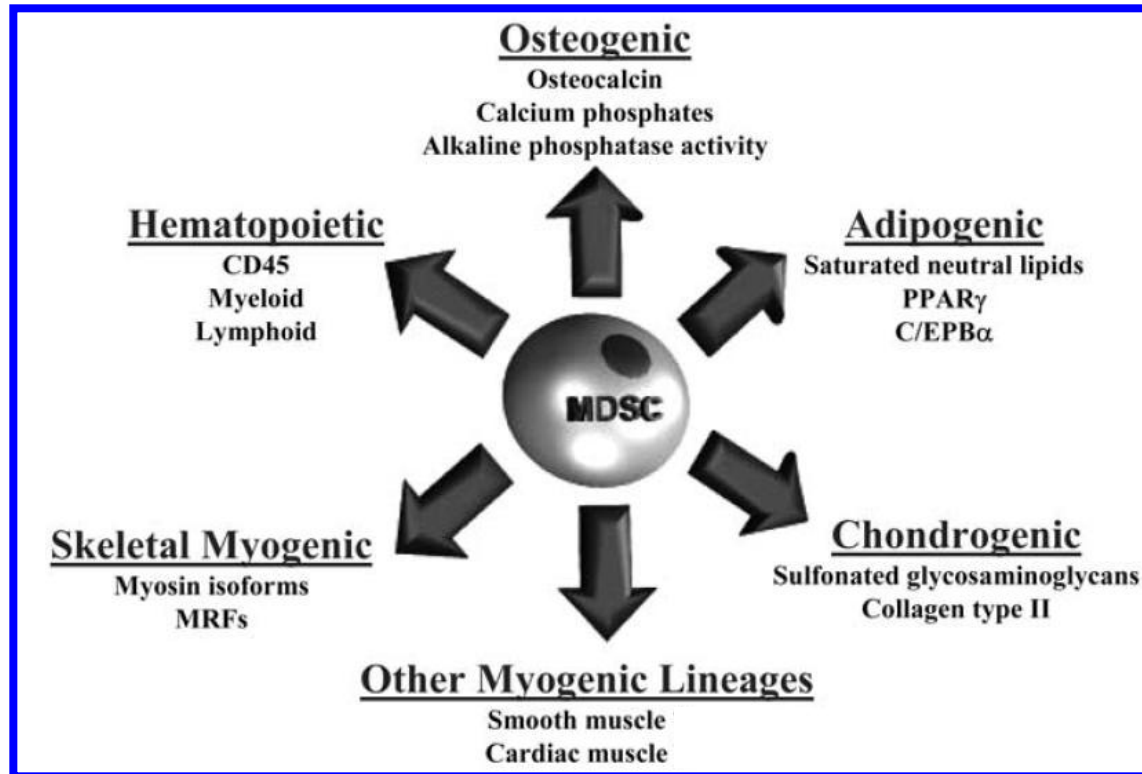 Osteogenic
Osteocalcin
Calcium phosphates
Alkaline phosphatase activity
Hematopoietic
CD45
Myeloid
Lymphoid
Adipogenic
Saturated neutral lipids
PPARγ
C/EPBα
MDSC
Skeletal Myogenic
Myosin isoforms
MRFs
Chondrogenic
Sulfonated glycosaminoglycans
Collagen type II
Other Myogenic Lineages
Smooth muscle
Cardiac muscle